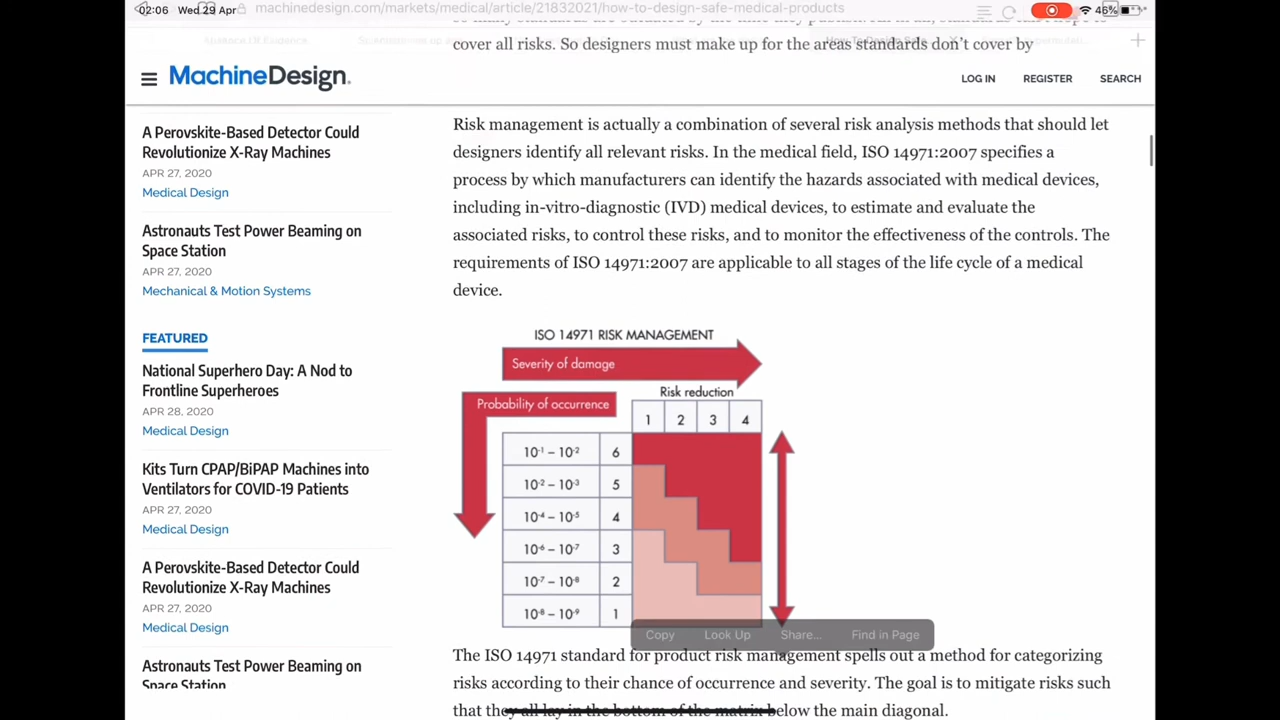 02:06 Wed 29 Apr
machinedesign.com/markets/medical/article/21832021/how-to-design-safe-medical-products
46%
cover all risks. So designers must make up for the areas standards don't cover by
MachineDesign.
LOG IN
REGISTER
SEARCH
A Perovskite-Based Detector Could
Revolutionize X-Ray Machines
APR 27, 2020
Medical Design
Astronauts Test Power Beaming on
Space Station
APR 27, 2020
Mechanical & Motion Systems
FEATURED
National Superhero Day: A Nod to
Frontline Superheroes
APR 28, 2020
Medical Design
Kits Turn CPAP/BiPAP Machines into
Ventilators for COVID-19 Patients
APR 27, 2020
Medical Design
A Perovskite-Based Detector Could
Revolutionize X-Ray Machines
APR 27, 2020
Medical Design
Astronauts Test Power Beaming on
Space Station
Risk management is actually a combination of several risk analysis methods that should let
designers identify all relevant risks. In the medical field, ISO 14971:2007 specifies a
process by which manufacturers can identify the hazards associated with medical devices,
including in-vitro-diagnostic (IVD) medical devices, to estimate and evaluate the
associated risks, to control these risks, and to monitor the effectiveness of the controls. The
requirements of ISO 14971:2007 are applicable to all stages of the life cycle of a medical
device.
ISO 14971 RISK MANAGEMENT
Severity of damage
Risk reduction
Probability of occurrence
1 2 3 4
10⁻¹ – 10⁻² 6
10⁻² – 10⁻³ 5
10⁻⁴ – 10⁻⁵ 4
10⁻⁶ – 10⁻⁷ 3
10⁻⁷ – 10⁻⁸ 2
10⁻⁸ – 10⁻⁹ 1
Copy Look Up Share... Find in Page
The ISO 14971 standard for product risk management spells out a method for categorizing
risks according to their chance of occurrence and severity. The goal is to mitigate risks such
that they all lay in the bottom of the matrix below the main diagonal.